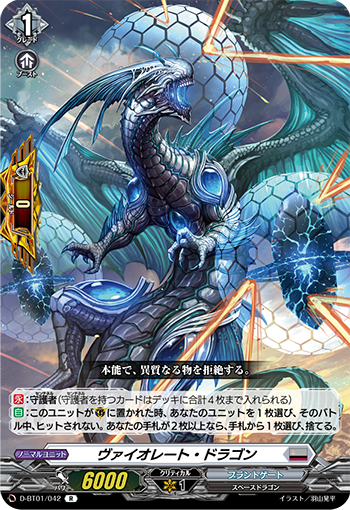 1
グレード
ブースト
0
本能で、異質なる物を拒絶する。
永:守護者(守護者を持つカードはデッキに合計4枚まで入れられる)
自:このユニットが(G)に置かれた時、あなたのユニットを1枚選び、そのバトル中、ヒットされない。あなたの手札が2枚以上なら、手札から1枚選び、捨てる。
ノーマルユニット
ヴァイオレート・ドラゴン
パワー 6000
クリティカル
1
ブラントゲート
スペースドラゴン
D-BT01/042 R
イラスト/羽山晃平